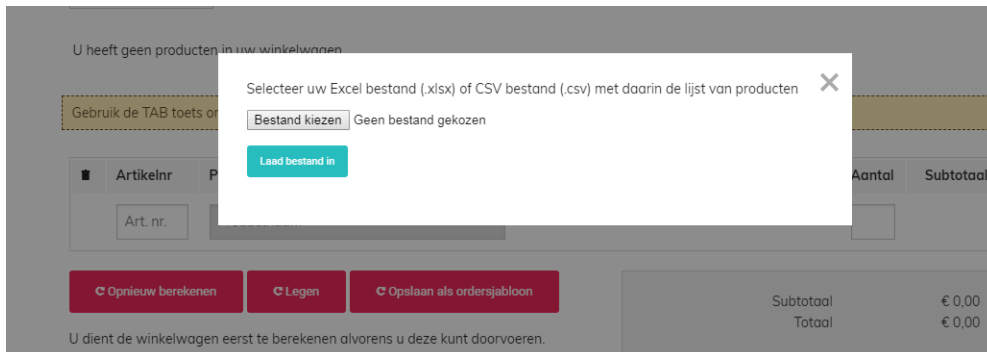 U heeft geen producten in uw winkelwagen
Selecteer uw Excel bestand (.xlsx) of CSV bestand (.csv) met daarin de lijst van producten
Gebruik de TAB toets
Bestand kiezen Geen bestand gekozen
Laad bestand in
Artikelnr P Aantal Subtotaal
Art. nr.
Opnieuw berekenen Legen Opslaan als ordersjabloon
Subtotaal € 0,00
Totaal € 0,00
U dient de winkelwagen eerst te berekenen alvorens u deze kunt doorvoeren.